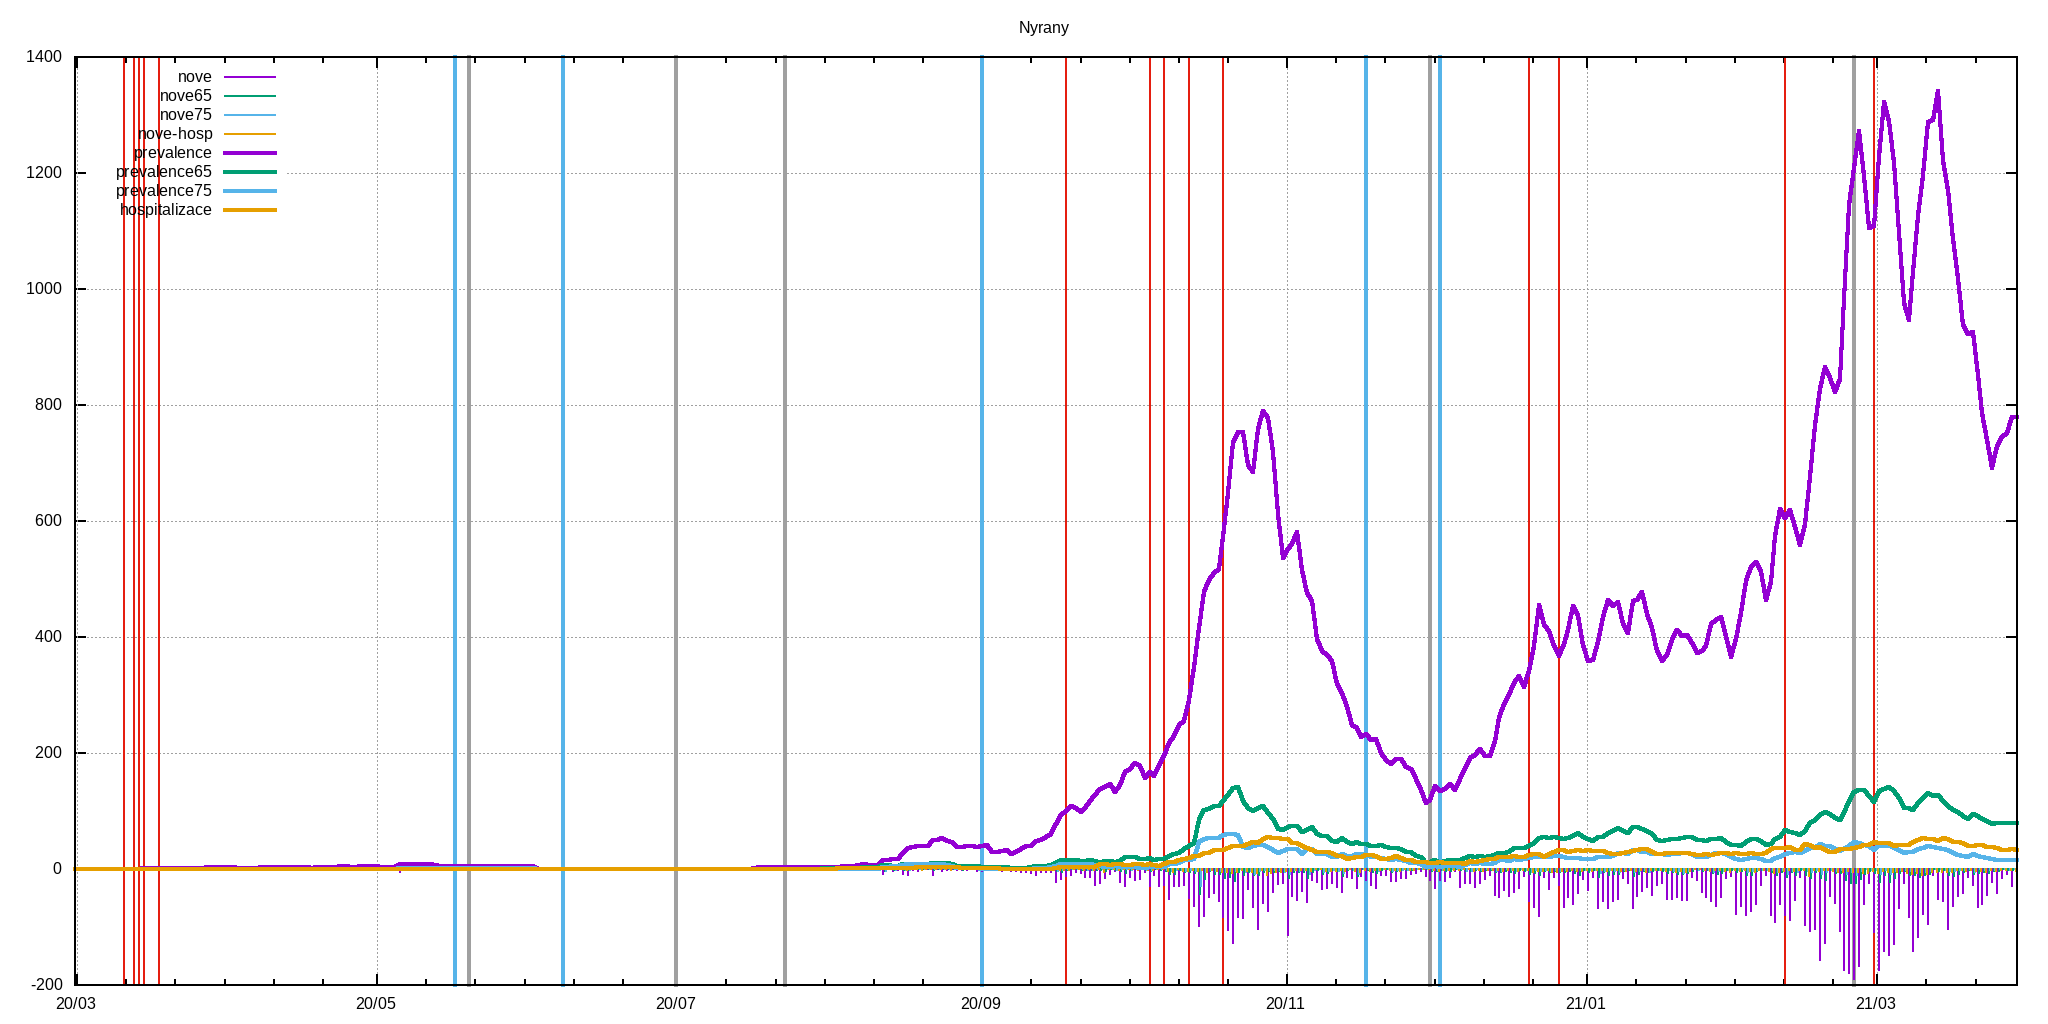 Nyrany
1400
1200
1000
800
600
400
200
0
-200
nove
nove65
nove75
nove-hosp
prevalence
prevalence65
prevalence75
hospitalizace
20/03 20/05 20/07 20/09 20/11 21/01 21/03